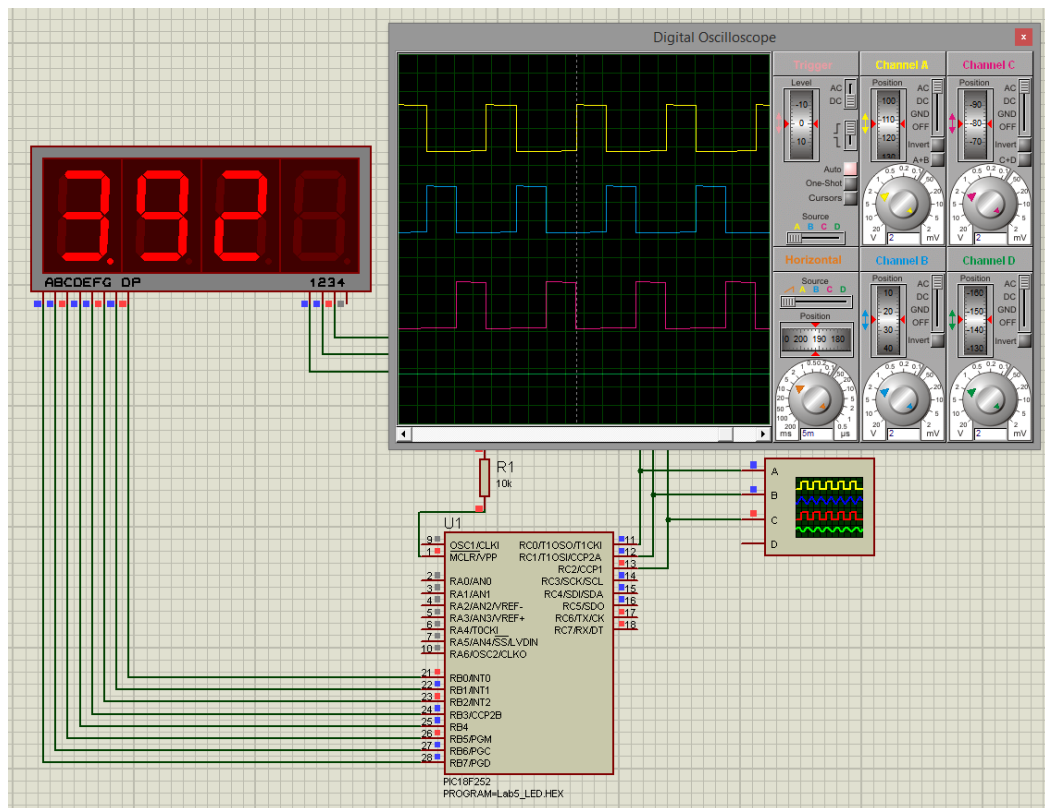 Digital Oscilloscope
x
Trigger
Level
AC
DC
-10
0
10
Auto
One-Shot
Cursors
Source
A B C D
Channel A
Position
AC
DC
GND
OFF
100
110
120
130
Invert
A+B
V
2
mV
Channel C
Position
AC
DC
GND
OFF
-90
-80
-70
Invert
C+D
V
2
mV
Horizontal
Source
A B C D
Position
0 200 190 180
ms
5m
µs
Channel B
Position
AC
DC
GND
OFF
10
20
30
40
Invert
V
2
mV
Channel D
Position
AC
DC
GND
OFF
-160
-150
-140
-130
Invert
V
2
mV
3.92
ABCDEFG DP
1234
R1
10k
A
B
C
D
U1
9 OSC1/CLKI RC0/T1OSO/T1CKI 11
1 MCLR/VPP RC1/T1OSI/CCP2A 12
RC2/CCP1 13
2 RA0/AN0 RC3/SCK/SCL 14
3 RA1/AN1 RC4/SDI/SDA 15
4 RA2/AN2/VREF- RC5/SDO 16
5 RA3/AN3/VREF+ RC6/TX/CK 17
6 RA4/T0CKI RC7/RX/DT 18
7 RA5/AN4/SS/LVDIN
10 RA6/OSC2/CLKO
21 RB0/INT0
22 RB1/INT1
23 RB2/INT2
24 RB3/CCP2B
25 RB4
26 RB5/PGM
27 RB6/PGC
28 RB7/PGD
PIC18F252
PROGRAM=Lab5_LED.HEX